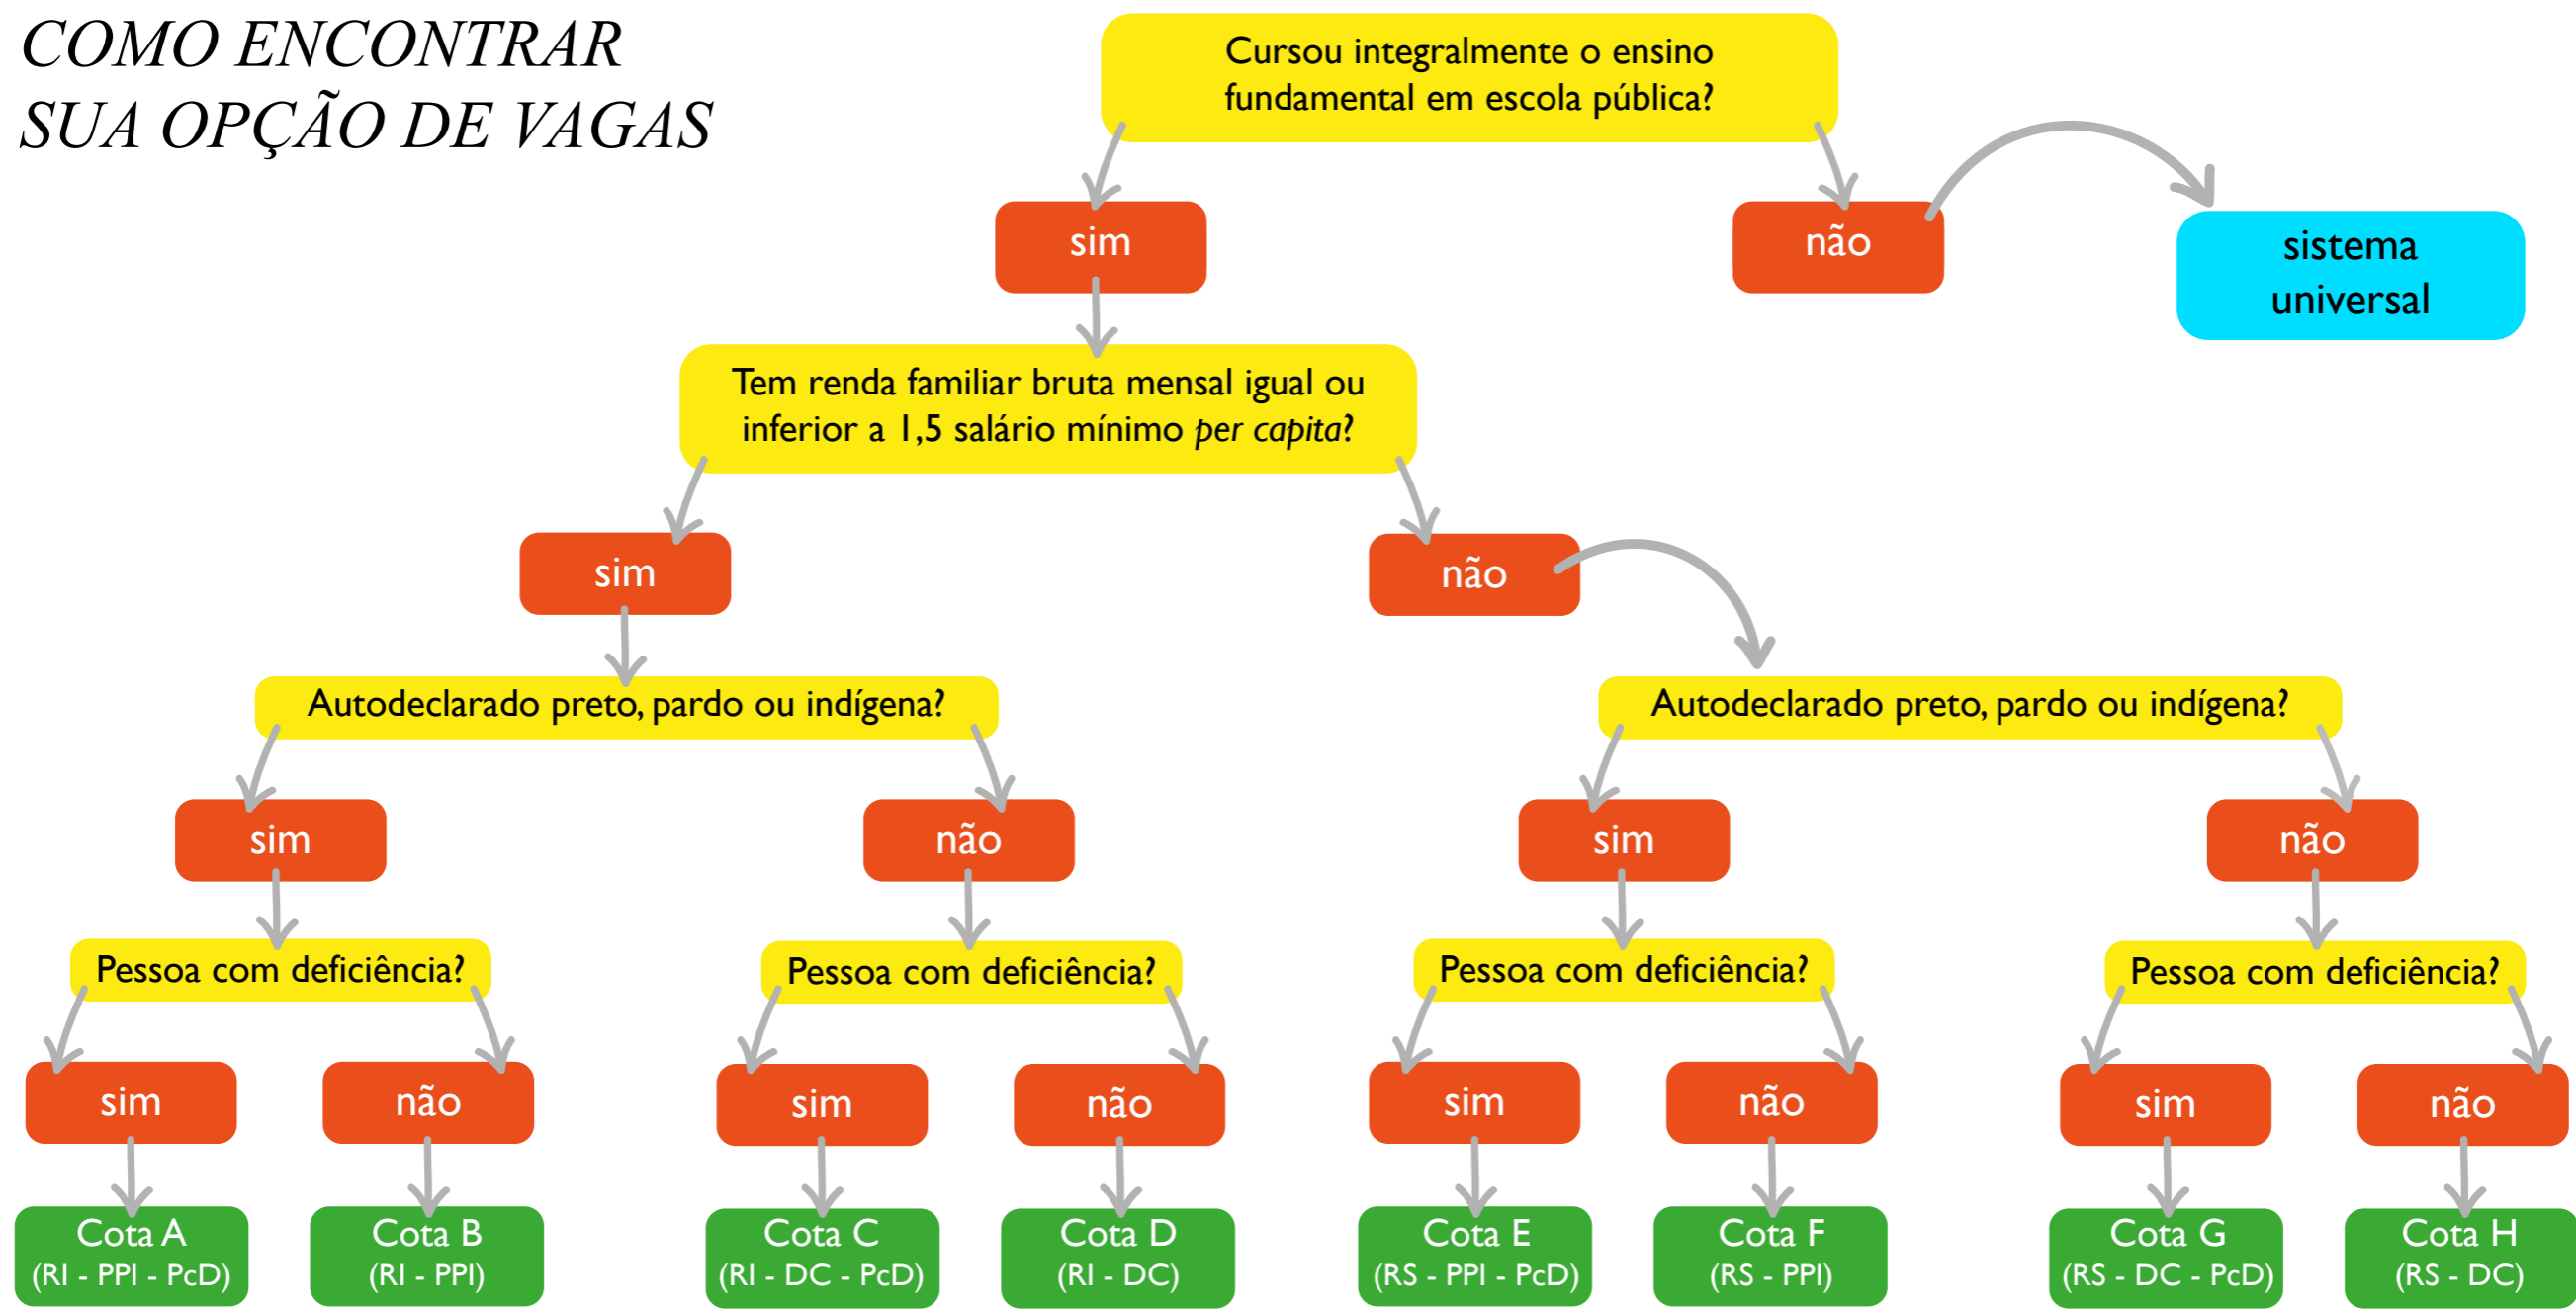 COMO ENCONTRAR
SUA OPÇÃO DE VAGAS
Cursou integralmente o ensino
fundamental em escola pública?
sim
não
sistema
universal
Tem renda familiar bruta mensal igual ou
inferior a 1,5 salário mínimo per capita?
sim
não
Autodeclarado preto, pardo ou indígena?
Autodeclarado preto, pardo ou indígena?
sim
não
sim
não
Pessoa com deficiência?
Pessoa com deficiência?
Pessoa com deficiência?
Pessoa com deficiência?
sim
não
sim
não
sim
não
sim
não
Cota A
(RI - PPI - PcD)
Cota B
(RI - PPI)
Cota C
(RI - DC - PcD)
Cota D
(RI - DC)
Cota E
(RS - PPI - PcD)
Cota F
(RS - PPI)
Cota G
(RS - DC - PcD)
Cota H
(RS - DC)